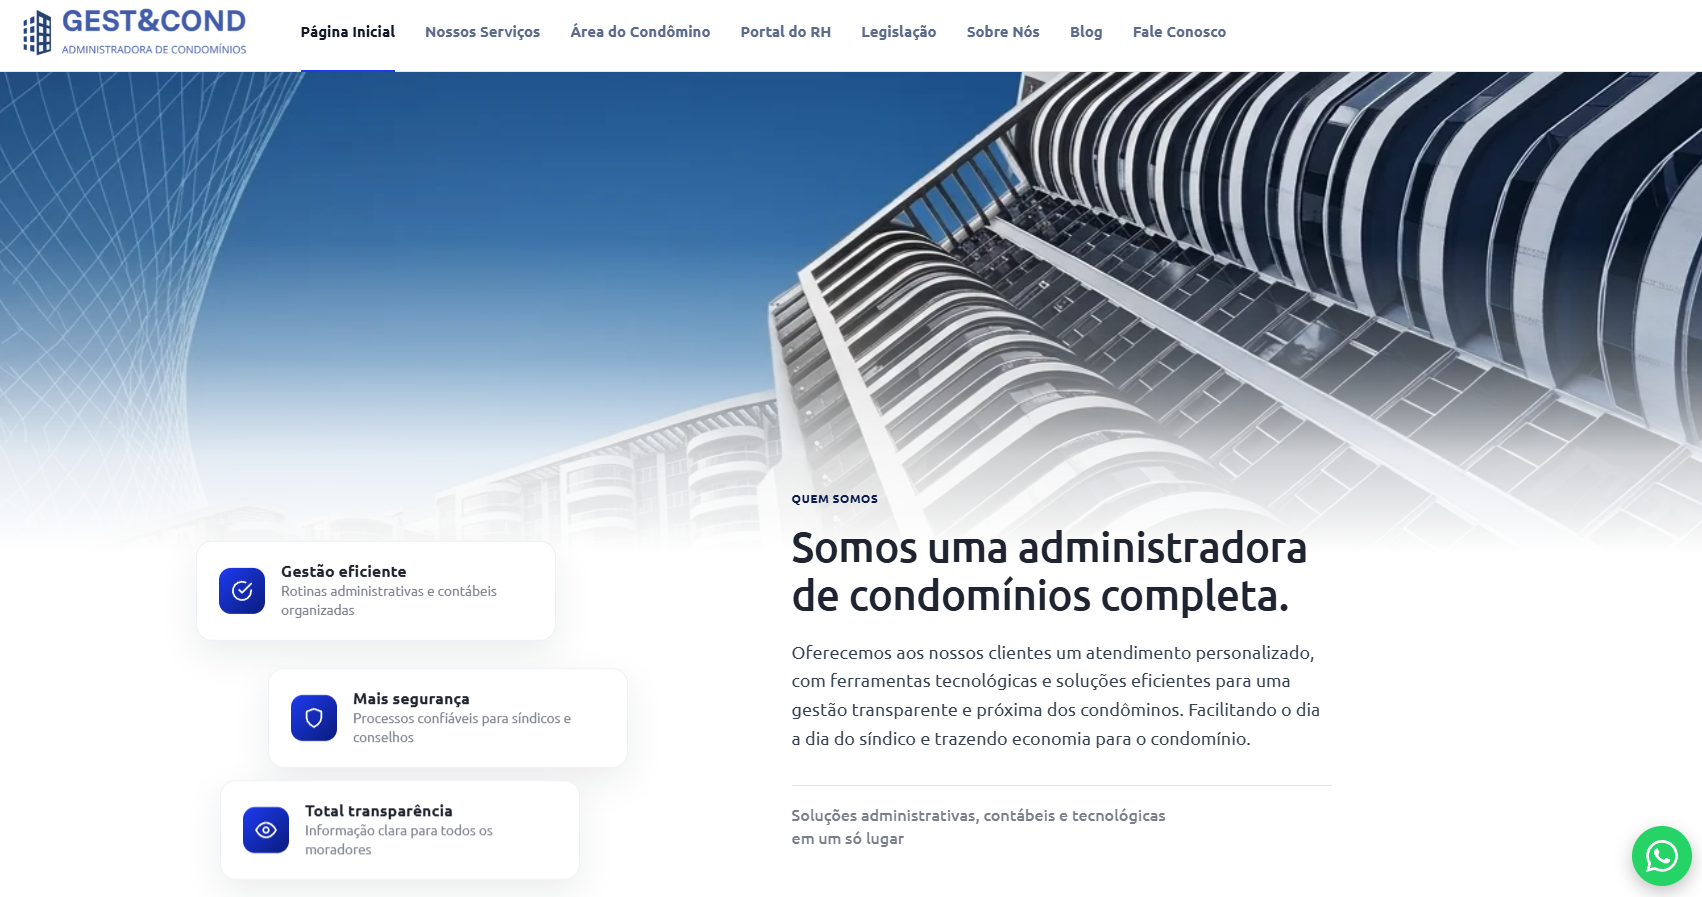 GEST&COND
ADMINISTRADORA DE CONDOMÍNIOS
Página Inicial
Nossos Serviços
Área do Condômino
Portal do RH
Legislação
Sobre Nós
Blog
Fale Conosco
Gestão eficiente
Rotinas administrativas e contábeis
organizadas
Mais segurança
Processos confiáveis para síndicos e
conselhos
Total transparência
Informação clara para todos os
moradores
QUEM SOMOS
Somos uma administradora
de condomínios completa.
Oferecemos aos nossos clientes um atendimento personalizado,
com ferramentas tecnológicas e soluções eficientes para uma
gestão transparente e próxima dos condôminos. Facilitando o dia
a dia do síndico e trazendo economia para o condomínio.
Soluções administrativas, contábeis e tecnológicas
em um só lugar